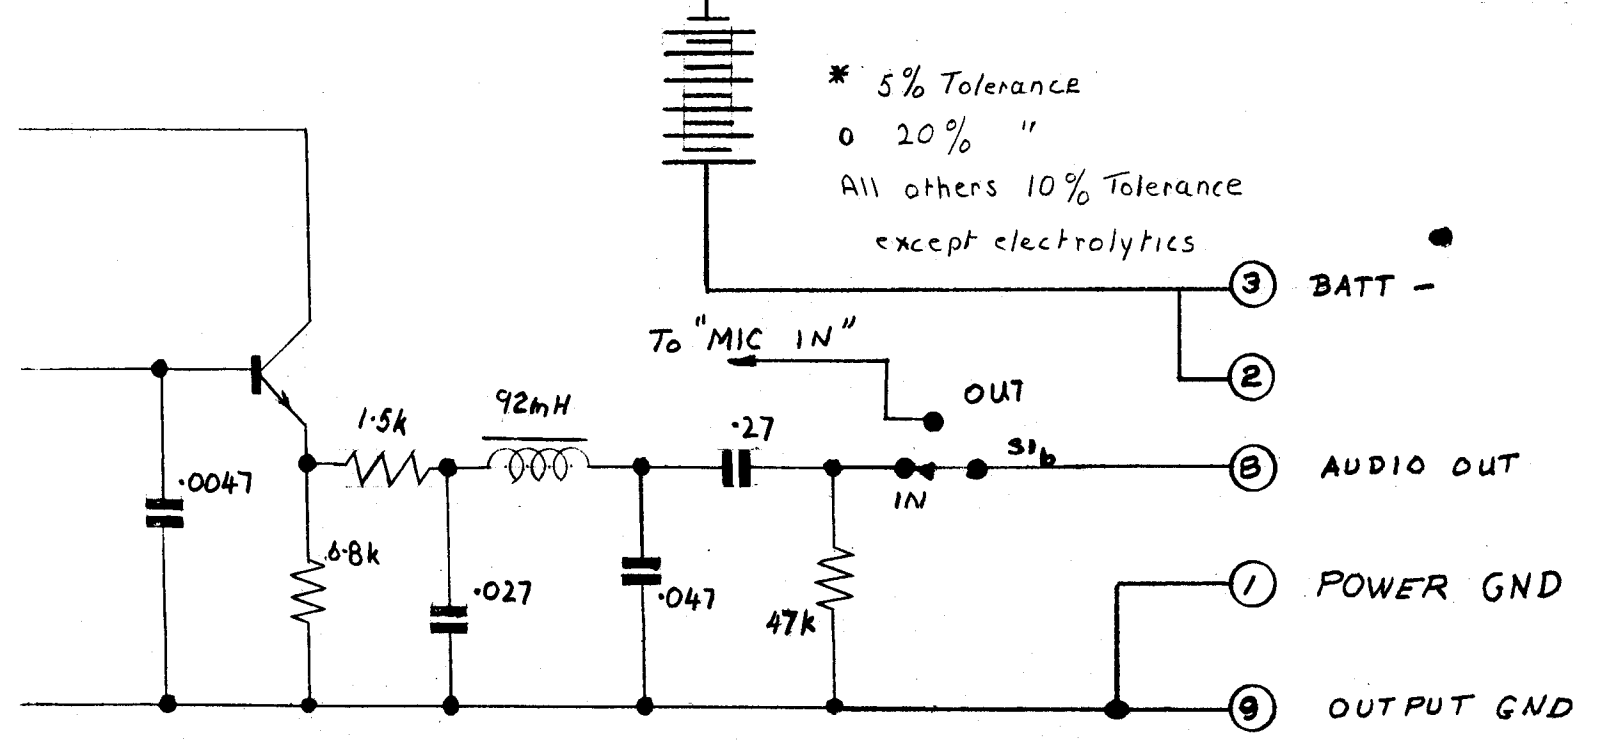 * 5% Tolerance
o 20% "
All others 10% Tolerance
except electrolytics
3 BATT -
To "MIC IN"
2
OUT
92mH
1.5k
.27
S1b
8 AUDIO OUT
IN
.0047
6.8k
.027
.047
47k
1 POWER GND
9 OUTPUT GND